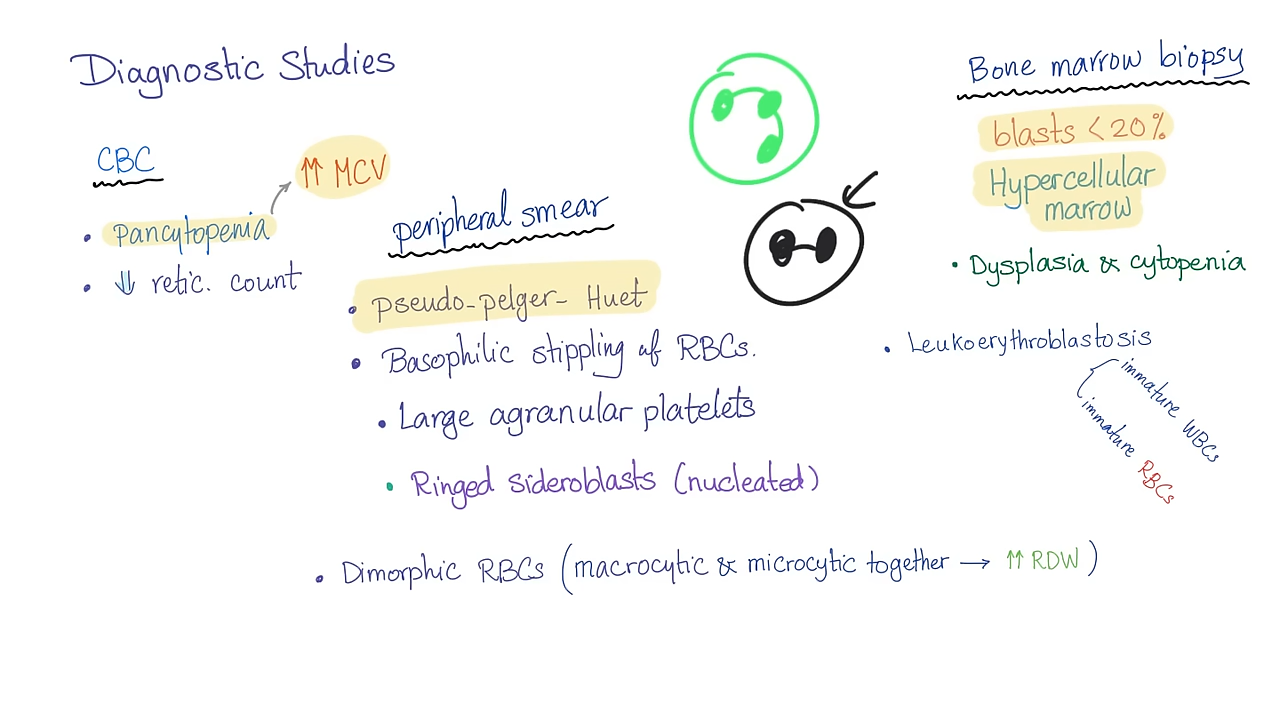 Diagnostic Studies
CBC
⇈ MCV
• Pancytopenia
• ⇓ retic. count
peripheral smear
• pseudo-pelger- Huet
• Basophilic stippling of RBCs.
• Large agranular platelets
• Ringed sideroblasts (nucleated)
• Dimorphic RBCs (macrocytic & microcytic together → ⇈ RDW)
Bone marrow biopsy
blasts < 20%
Hypercellular
marrow
• Dysplasia & cytopenia
• Leukoerythroblastosis
immature WBCs
immature RBCs